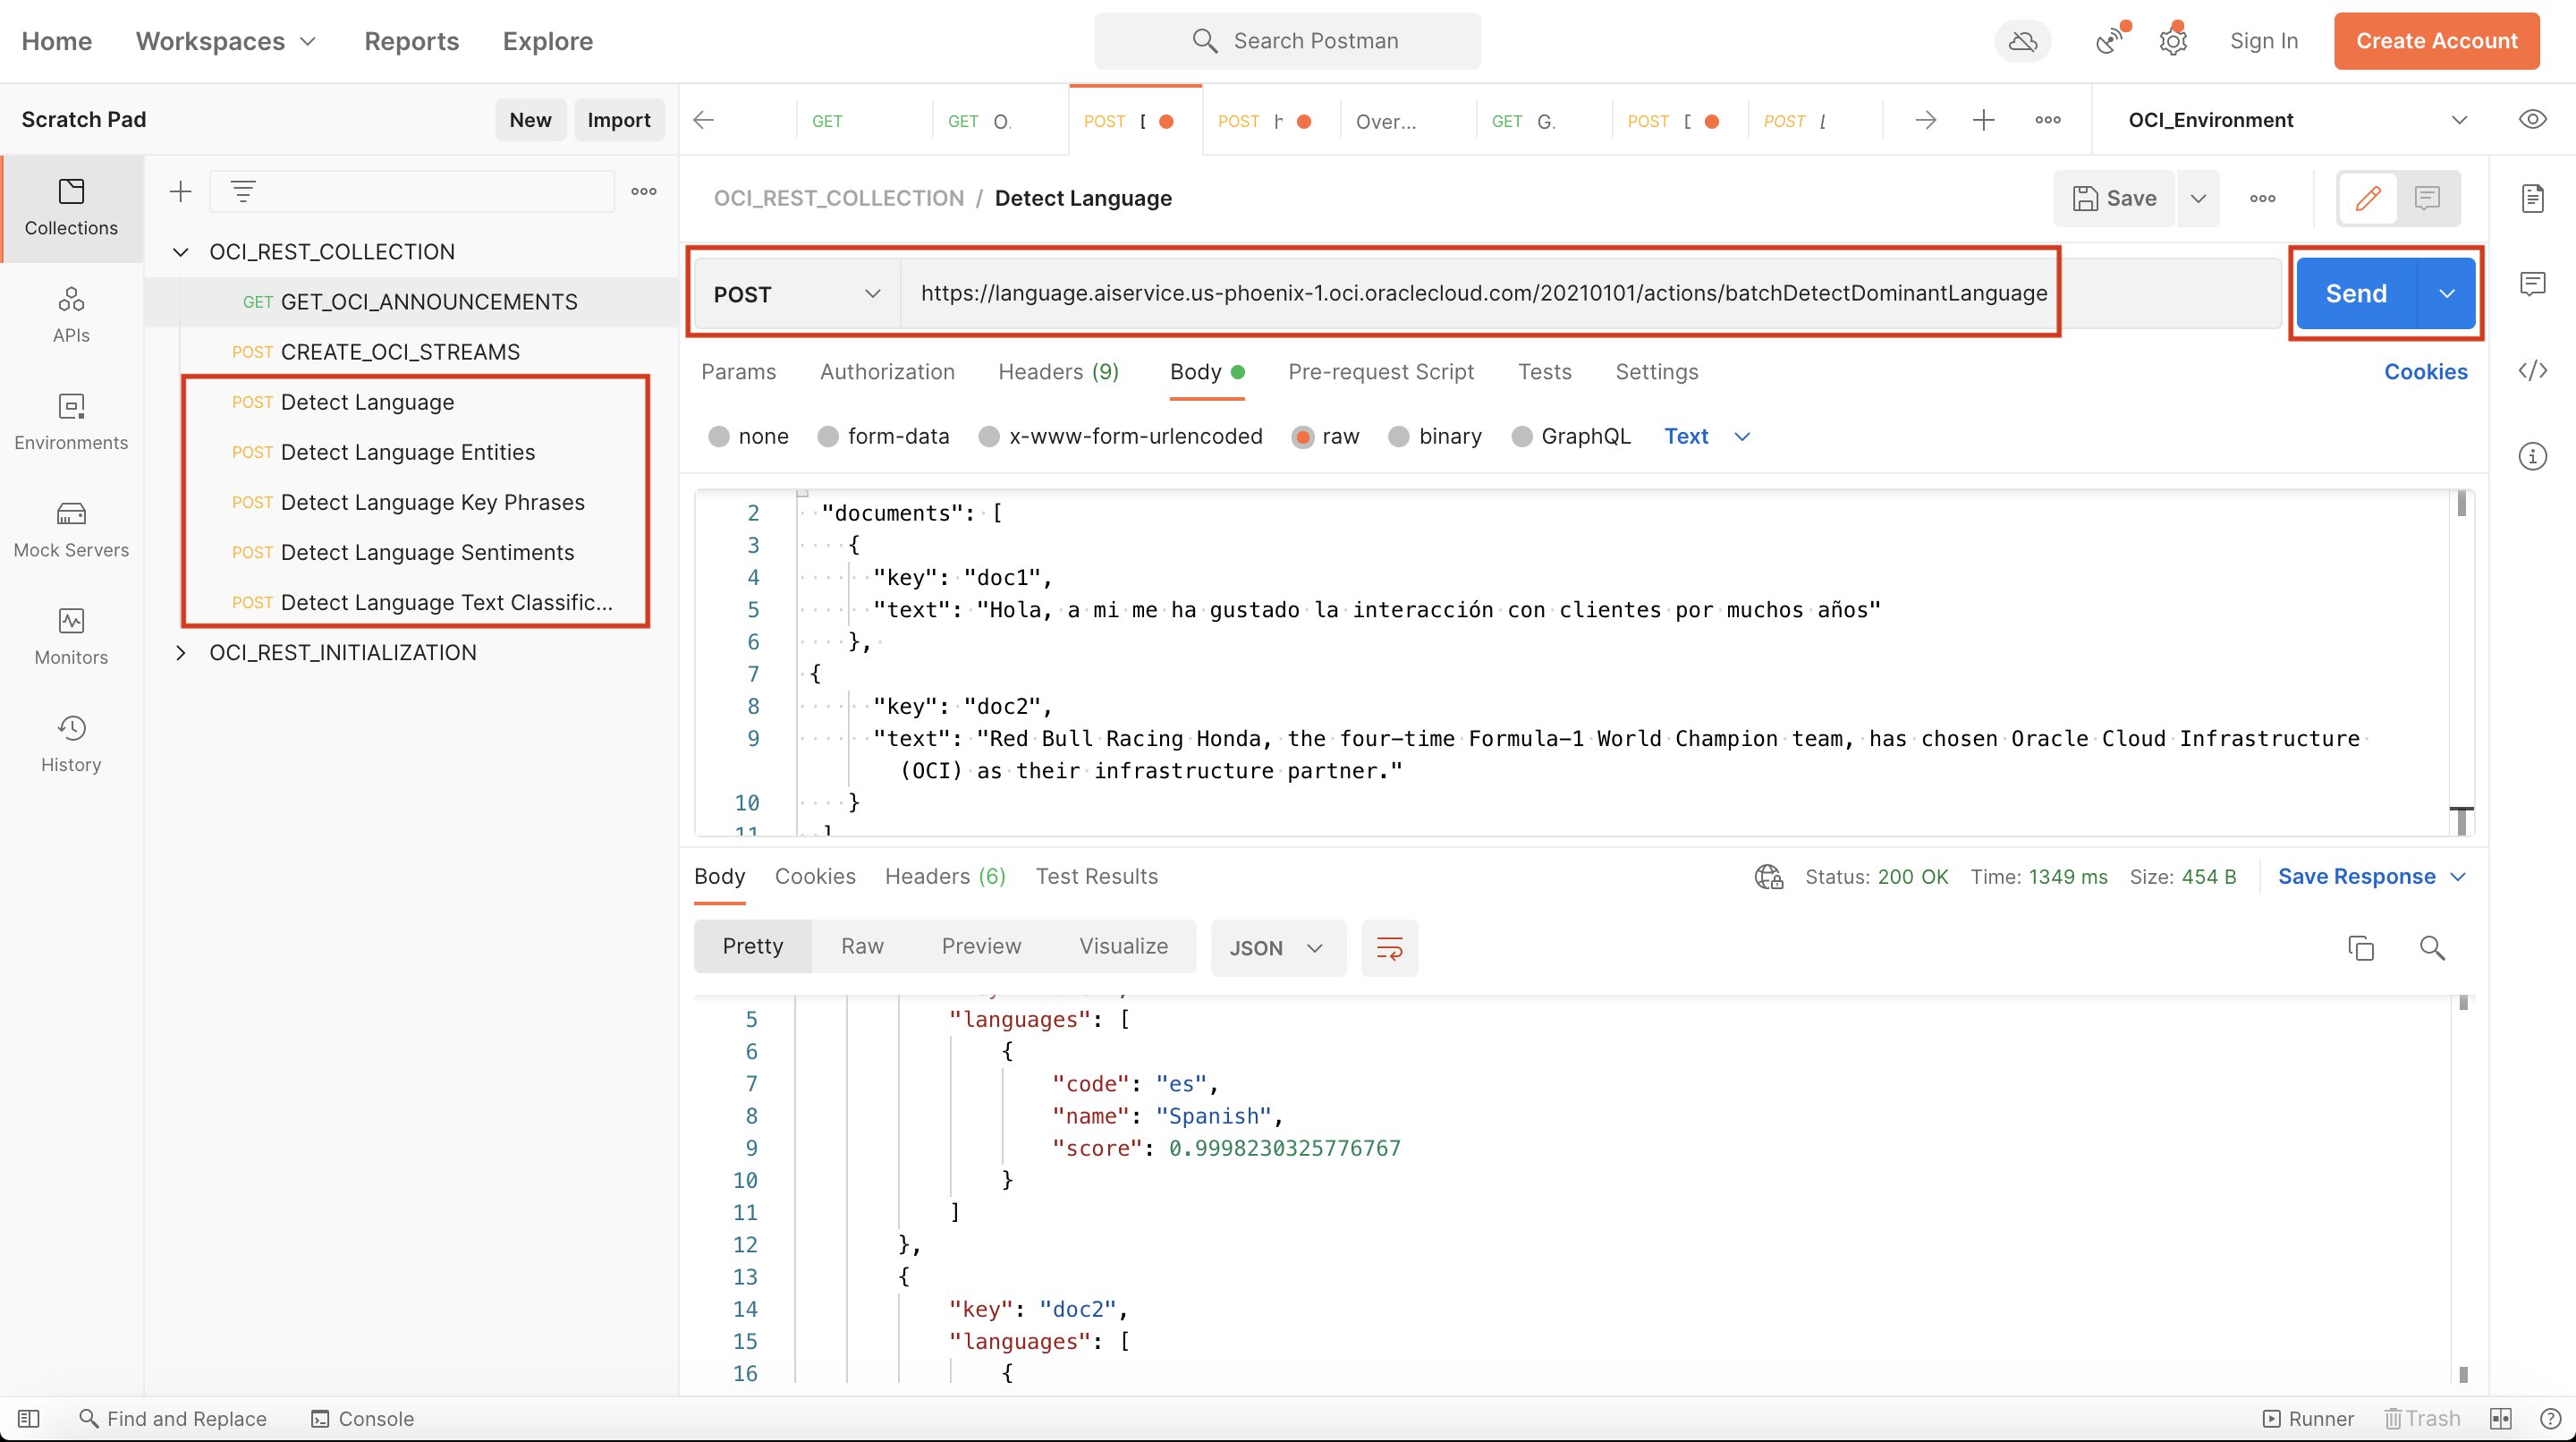 Home Workspaces Reports Explore Search Postman Sign In Create Account
Scratch Pad New Import GET GET O. POST POST Over... GET G. POST POST OCI_Environment
OCI_REST_COLLECTION / Detect Language Save
Collections
OCI_REST_COLLECTION
POST https://language.aiservice.us-phoenix-1.oci.oraclecloud.com/20210101/actions/batchDetectDominantLanguage Send
GET GET_OCI_ANNOUNCEMENTS
APIs
POST CREATE_OCI_STREAMS
Params Authorization Headers (9) Body Pre-request Script Tests Settings Cookies
POST Detect Language
none form-data x-www-form-urlencoded raw binary GraphQL Text
Environments
POST Detect Language Entities
POST Detect Language Key Phrases
Mock Servers
POST Detect Language Sentiments
POST Detect Language Text Classific...
Monitors
OCI_REST_INITIALIZATION
History
2 "documents": [
3 {
4 "key": "doc1",
5 "text": "Hola, a mi me ha gustado la interacción con clientes por muchos años"
6 },
7 {
8 "key": "doc2",
9 "text": "Red Bull Racing Honda, the four-time Formula-1 World Champion team, has chosen Oracle Cloud Infrastructure
(OCI) as their infrastructure partner."
10 }
11 ]
Body Cookies Headers (6) Test Results Status: 200 OK Time: 1349 ms Size: 454 B Save Response
Pretty Raw Preview Visualize JSON
5 "languages": [
6 {
7 "code": "es",
8 "name": "Spanish",
9 "score": 0.9998230325776767
10 }
11 ]
12 },
13 {
14 "key": "doc2",
15 "languages": [
16 {
Find and Replace Console Runner Trash